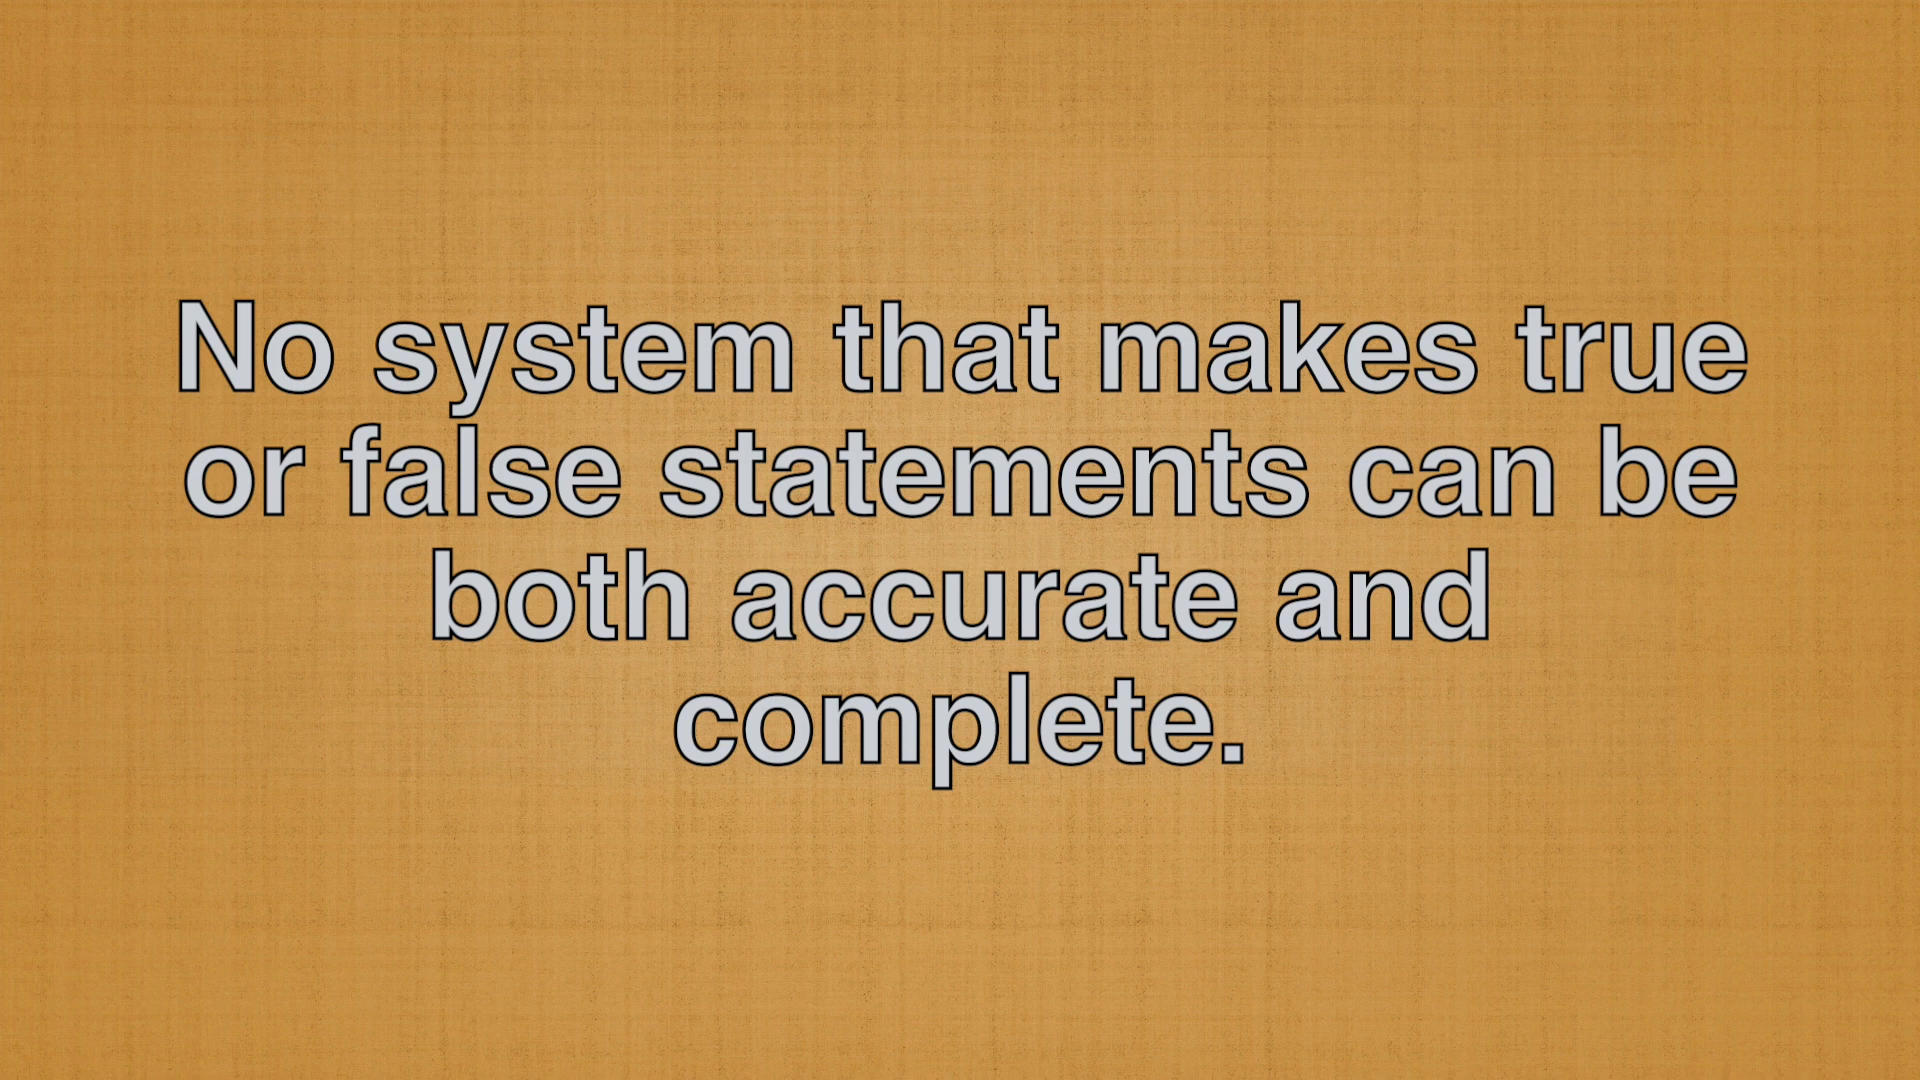 No system that makes true
or false statements can be
both accurate and
complete.